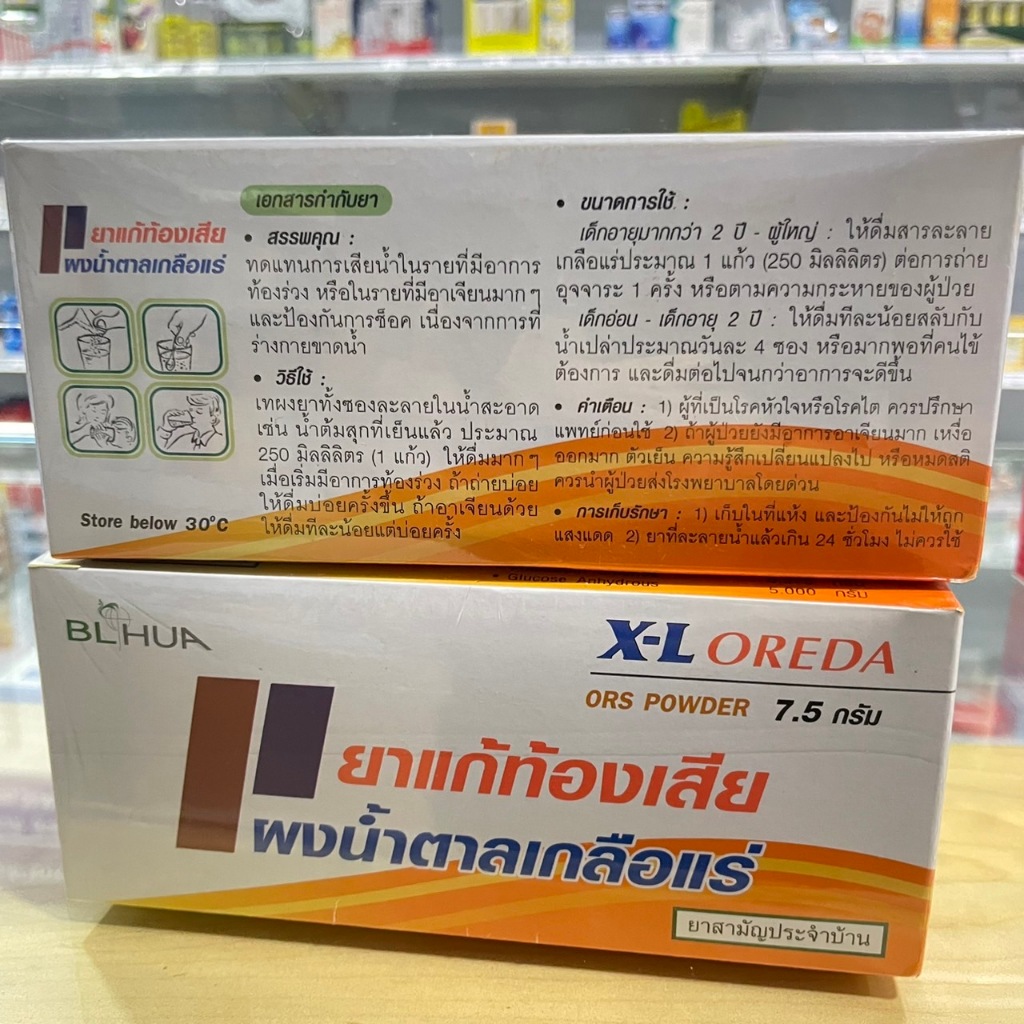 ยาแก้ท้องเสีย
ผงน้ำตาลเกลือแร่
Store below 30°C
เอกสารกำกับยา
• สรรพคุณ :
ทดแทนการเสียน้ำในรายที่มีอาการ
ท้องร่วง หรือในรายที่มีอาเจียนมากๆ
และป้องกันการช็อค เนื่องจากการที่
ร่างกายขาดน้ำ
• วิธีใช้ :
เทผงยาทั้งซองละลายในน้ำสะอาด
เช่น น้ำต้มสุกที่เย็นแล้ว ประมาณ
250 มิลลิลิตร (1 แก้ว) ให้ดื่มมากๆ
เมื่อเริ่มมีอาการท้องร่วง ถ้าถ่ายบ่อย
ให้ดื่มบ่อยครั้งขึ้น ถ้าอาเจียนด้วย
ให้ดื่มทีละน้อยแต่บ่อยครั้ง
• ขนาดการใช้ :
เด็กอายุมากกว่า 2 ปี - ผู้ใหญ่ : ให้ดื่มสารละลาย
เกลือแร่ประมาณ 1 แก้ว (250 มิลลิลิตร) ต่อการถ่าย
อุจจาระ 1 ครั้ง หรือตามความกระหายของผู้ป่วย
เด็กอ่อน - เด็กอายุ 2 ปี : ให้ดื่มทีละน้อยสลับกับ
น้ำเปล่าประมาณวันละ 4 ซอง หรือมากพอที่คนไข้
ต้องการ และดื่มต่อไปจนกว่าอาการจะดีขึ้น
• คำเตือน : 1) ผู้ที่เป็นโรคหัวใจหรือโรคไต ควรปรึกษา
แพทย์ก่อนใช้ 2) ถ้าผู้ป่วยยังมีอาการอาเจียนมาก เหงื่อ
ออกมาก ตัวเย็น ความรู้สึกเปลี่ยนแปลงไป หรือหมดสติ
ควรนำผู้ป่วยส่งโรงพยาบาลโดยด่วน
• การเก็บรักษา : 1) เก็บในที่แห้ง และป้องกันไม่ให้ถูก
แสงแดด 2) ยาที่ละลายน้ำแล้วเกิน 24 ชั่วโมง ไม่ควรใช้
• Glucose Anhydrous 5.000 กรัม
BLHUA
X-L OREDA
ORS POWDER 7.5 กรัม
ยาแก้ท้องเสีย
ผงน้ำตาลเกลือแร่
ยาสามัญประจำบ้าน